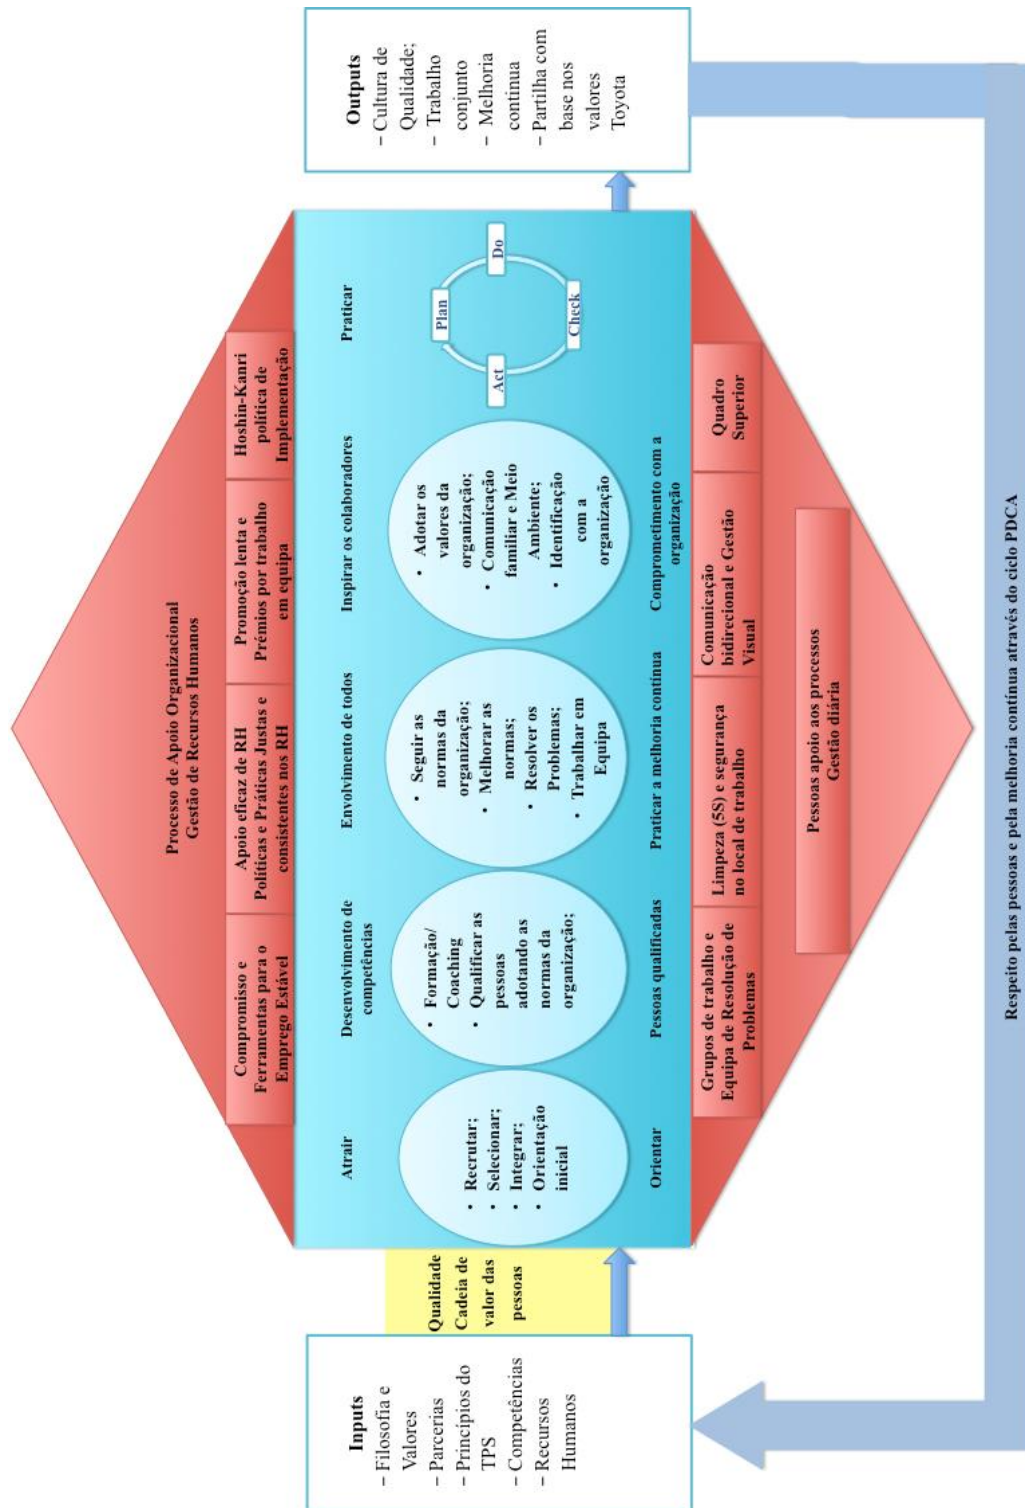 Processo de Apoio Organizacional
Gestão de Recursos Humanos
Compromisso e
Ferramentas para o
Emprego Estável
Apoio eficaz de RH
Políticas e Práticas Justas e
consistentes nos RH
Promoção lenta e
Prémios por trabalho
em equipa
Hoshin-Kanri
política de
Implementação
Inputs
– Filosofia e
Valores
– Parcerias
– Princípios do
TPS
– Competências
– Recursos
Humanos
Qualidade
Cadeia de
valor das
pessoas
Atrair
Desenvolvimento de
competências
Envolvimento de todos
Inspirar os colaboradores
Praticar
• Recrutar;
• Selecionar;
• Integrar;
• Orientação
inicial
• Formação/
Coaching
• Qualificar as
pessoas
adotando as
normas da
organização;
• Seguir as
normas da
organização;
• Melhorar as
normas;
• Resolver os
Problemas;
• Trabalhar em
Equipa
• Adotar os
valores da
organização;
• Comunicação
familiar e Meio
Ambiente;
• Identificação
com a
organização
Plan
Do
Check
Act
Orientar
Pessoas qualificadas
Praticar a melhoria continua
Comprometimento com a
organização
Outputs
– Cultura de
Qualidade;
– Trabalho
conjunto
– Melhoria
continua
– Partilha com
base nos
valores
Toyota
Grupos de trabalho e
Equipa de Resolução de
Problemas
Limpeza (5S) e segurança
no local de trabalho
Comunicação
bidirecional e Gestão
Visual
Quadro
Superior
Pessoas apoio aos processos
Gestão diária
Respeito pelas pessoas e pela melhoria contínua através do ciclo PDCA